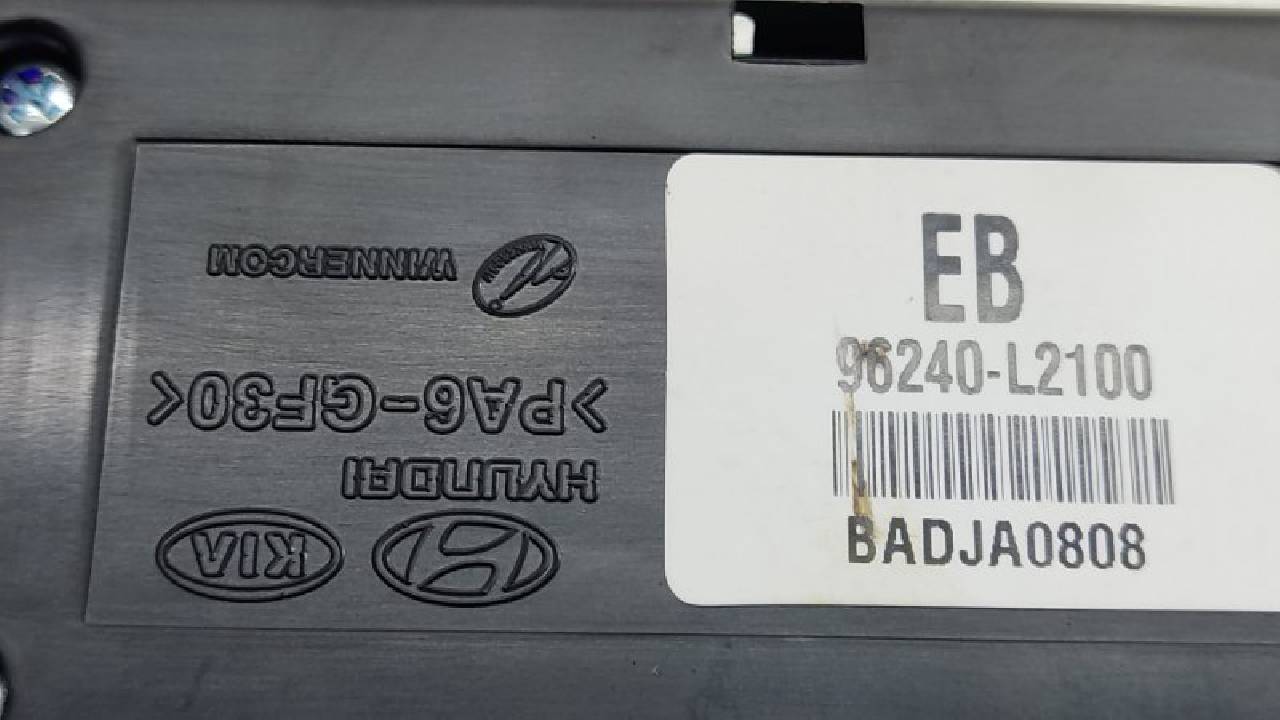 WINNERCOM
>PA6-GF30<
HYUNDAI
KIA
EB
96240-L2100
BADJA0808